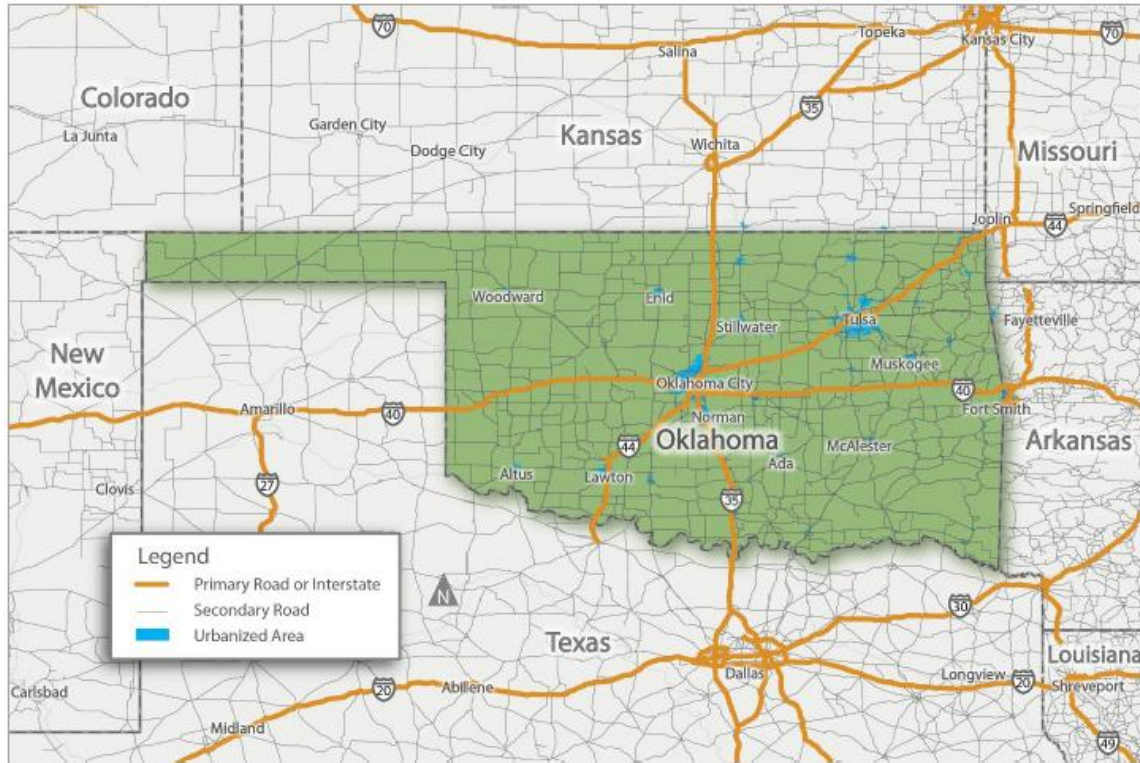 70
Topeka
Kansas City
70
Salina
Colorado
La Junta
Garden City
Dodge City
Kansas
35
Wichita
Missouri
Joplin
44
Springfield
Woodward
Enid
Stillwater
Tulsa
Fayetteville
New
Mexico
Muskogee
Oklahoma City
40
Fort Smith
Amarillo
40
Norman
44
Oklahoma
McAlester
Arkansas
Altus
Lawton
Ada
Clovis
27
35
Legend
Primary Road or Interstate
Secondary Road
Urbanized Area
N
30
Texas
Louisiana
Dallas
Longview
20
Shreveport
Carlsbad
20
Abilene
Midland
49